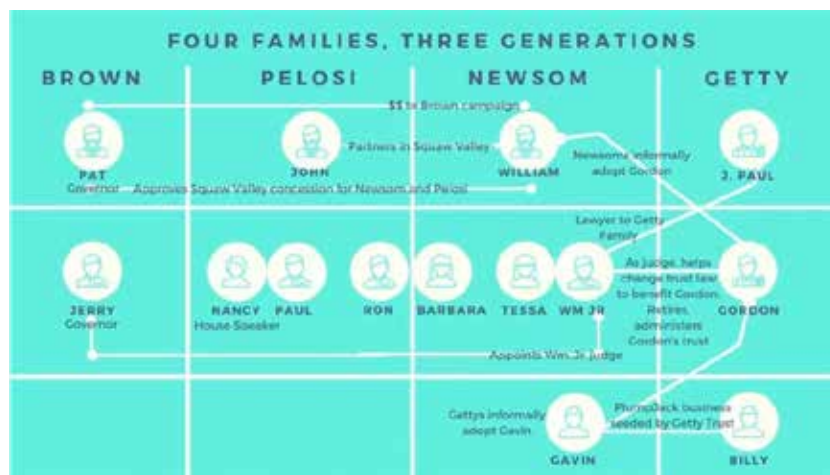 FOUR FAMILIES, THREE GENERATIONS
BROWN PELOSI NEWSOM GETTY
$$ to Brown campaign
Partners in Squaw Valley
Newsoms informally
adopt Gordon
PAT JOHN WILLIAM J. PAUL
Governor
Approves Squaw Valley concession for Newsom and Pelosi
Lawyer to Getty
Family
As judge, helps
change trust law
to benefit Gordon.
Retires,
administers
Gordon's trust
JERRY NANCY PAUL RON BARBARA TESSA WM JR GORDON
Governor
House Speaker
Appoints Wm. Jr. judge
Gettys informally
adopt Gavin
PlumpJack business
seeded by Getty Trust
GAVIN BILLY